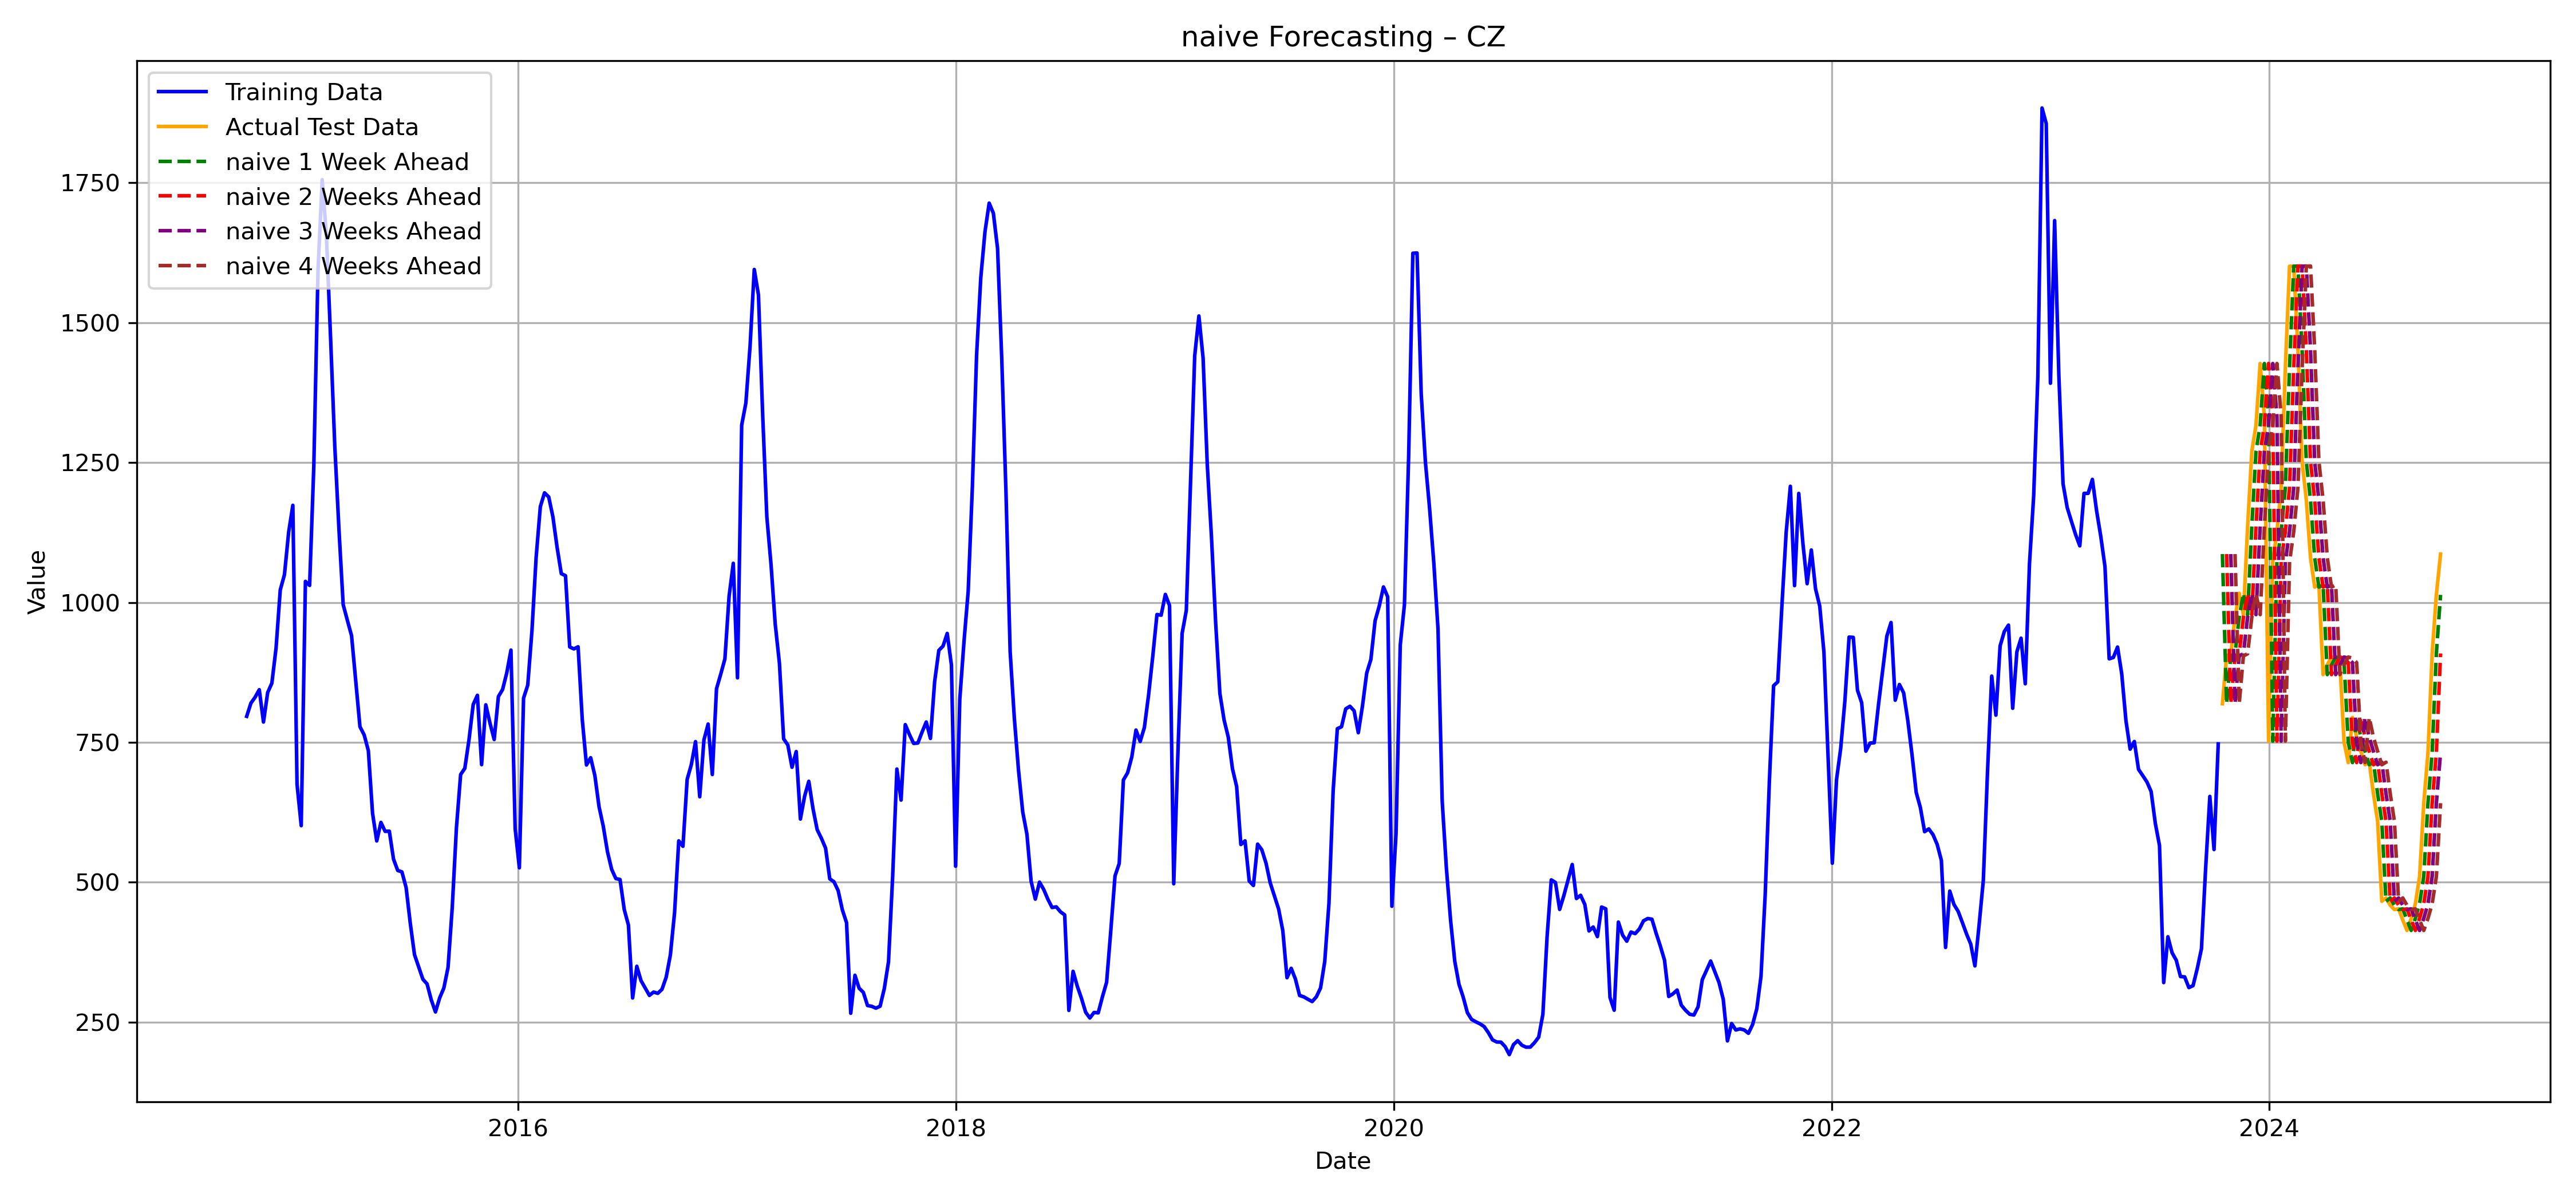 naive Forecasting – CZ
Training Data
Actual Test Data
naive 1 Week Ahead
naive 2 Weeks Ahead
naive 3 Weeks Ahead
naive 4 Weeks Ahead
Value
1750
1500
1250
1000
750
500
250
2016
2018
2020
2022
2024
Date